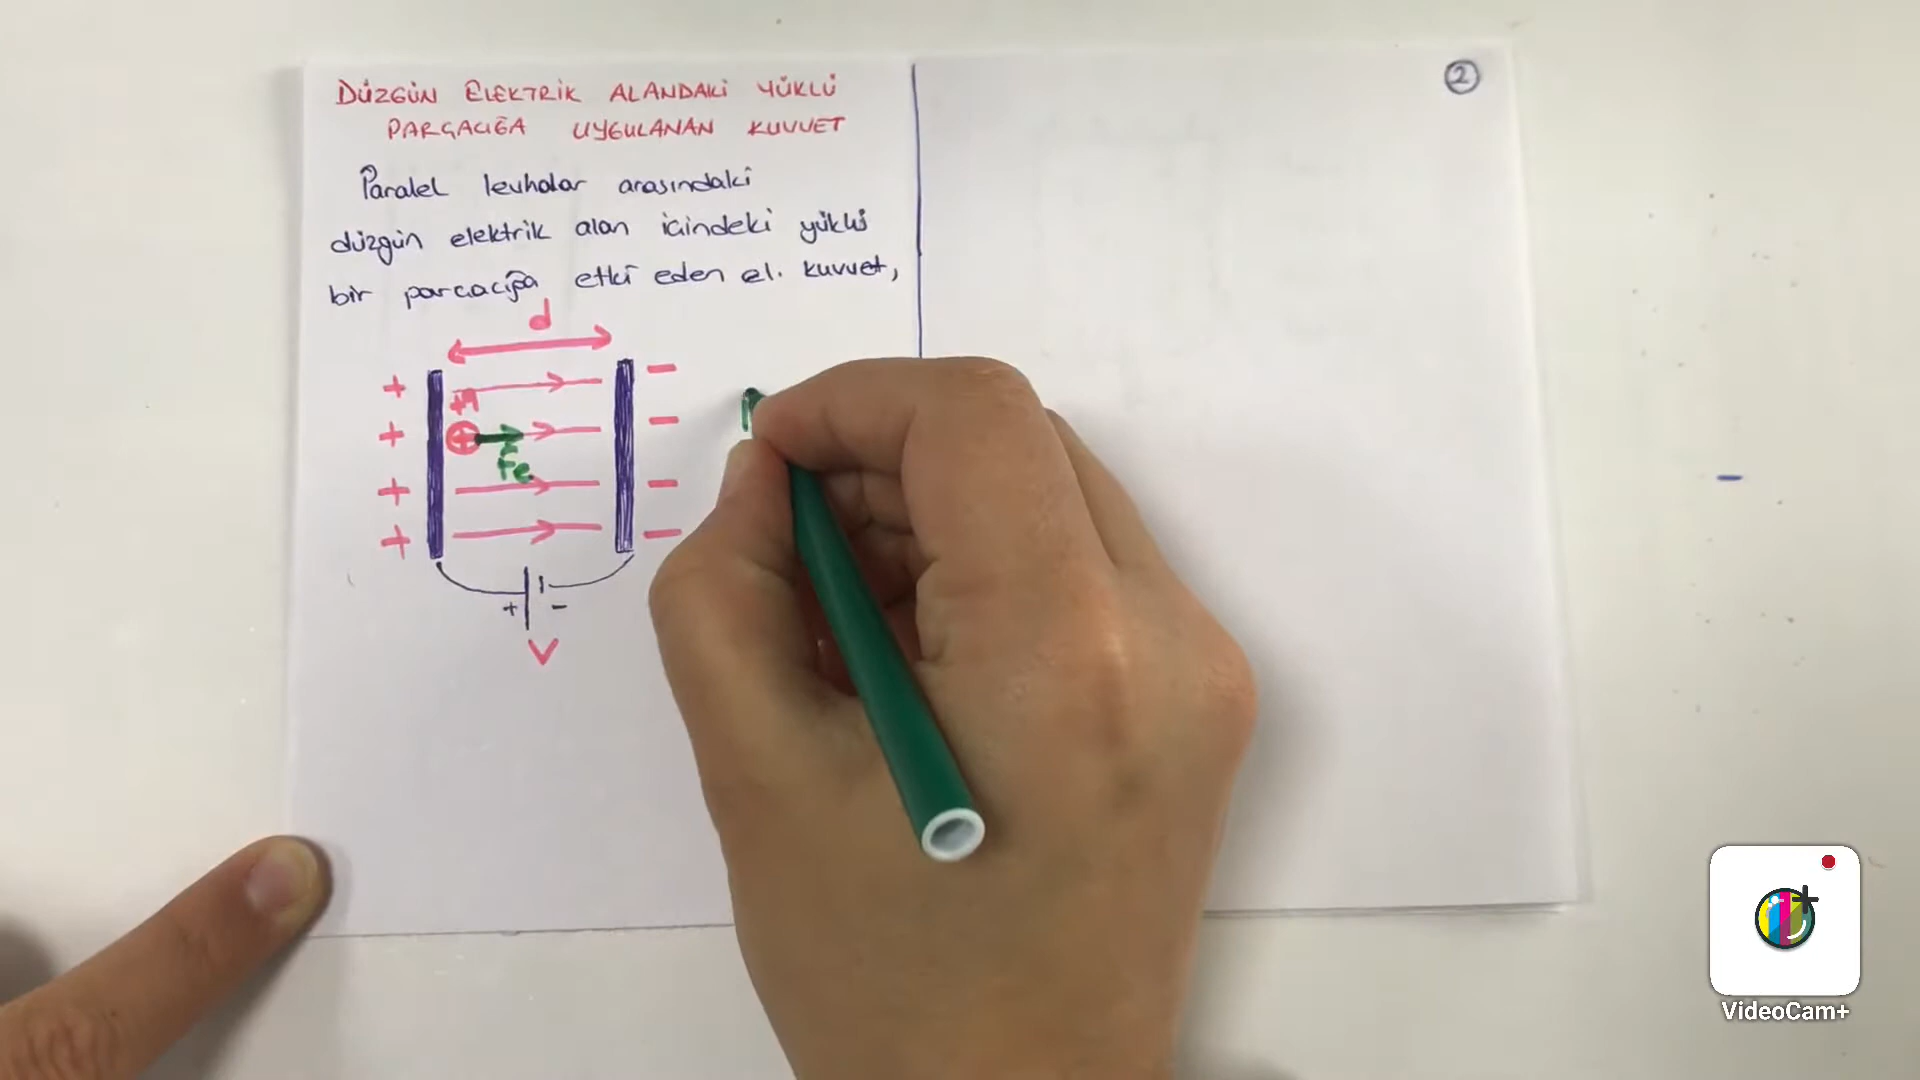 DÜZGÜN ELEKTRİK ALANDAKİ YÜKLÜ
PARÇACIĞA UYGULANAN KUVVET
Paralel levhalar arasındaki
düzgün elektrik alan içindeki yüklü
bir parçacığa etki eden el. kuvvet,
d
+ -
+q
+ + -
Fe
+ -
+ -
+ -
V
2
VideoCam+